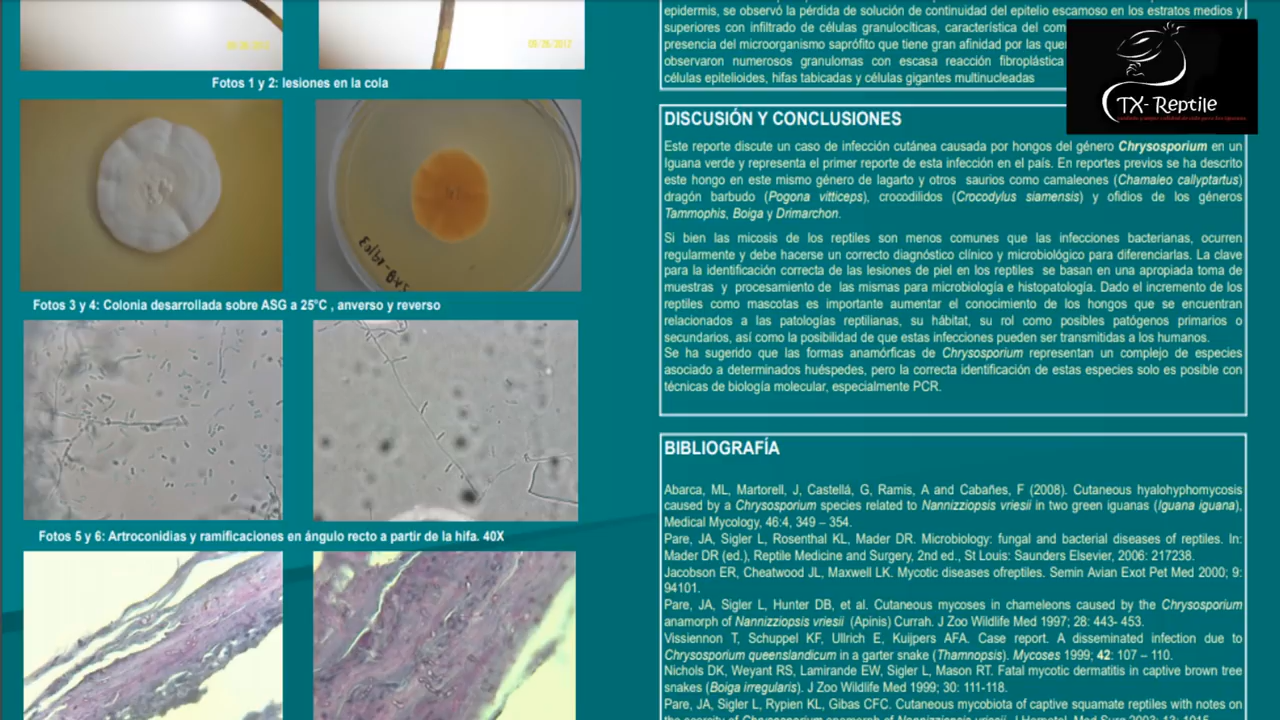 09/26/2012
Fotos 1 y 2: lesiones en la cola
Fotos 3 y 4: Colonia desarrollada sobre ASG a 25°C , anverso y reverso
Fotos 5 y 6: Artroconidias y ramificaciones en ángulo recto a partir de la hifa. 40X
epidermis, se observó la pérdida de solución de continuidad del epitelio escamoso en los estratos medios y
superiores con infiltrado de células granulocíticas, característica del com
presencia del microorganismo saprófito que tiene gran afinidad por las
observaron numerosos granulomas con escasa reacción fibroplástica
células epitelioides, hifas tabicadas y células gigantes multinucleadas
TX-Reptile
DISCUSIÓN Y CONCLUSIONES
Este reporte discute un caso de infección cutánea causada por hongos del género Chrysosporium en un
Iguana verde y representa el primer reporte de esta infección en el país. En reportes previos se ha descrito
este hongo en este mismo género de lagarto y otros saurios como camaleones (Chamaleo callyptartus)
dragón barbudo (Pogona vitticeps), crocodilidos (Crocodylus siamensis) y ofidios de los géneros
Tammophis, Boiga y Drimarchon.
Si bien las micosis de los reptiles son menos comunes que las infecciones bacterianas, ocurren
regularmente y debe hacerse un correcto diagnóstico clínico y microbiológico para diferenciarlas. La clave
para la identificación correcta de las lesiones de piel en los reptiles se basan en una apropiada toma de
muestras y procesamiento de las mismas para microbiología e histopatología. Dado el incremento de los
reptiles como mascotas es importante aumentar el conocimiento de los hongos que se encuentran
relacionados a las patologías reptilianas, su hábitat, su rol como posibles patógenos primarios o
secundarios, así como la posibilidad de que estas infecciones pueden ser transmitidas a los humanos.
Se ha sugerido que las formas anamórficas de Chrysosporium representan un complejo de especies
asociado a determinados huéspedes, pero la correcta identificación de estas especies solo es posible con
técnicas de biología molecular, especialmente PCR.
BIBLIOGRAFÍA
Abarca, ML, Martorell, J, Castellá, G, Ramis, A and Cabañes, F (2008). Cutaneous hyalohyphomycosis
caused by a Chrysosporium species related to Nannizziopsis vriesii in two green iguanas (Iguana iguana),
Medical Mycology, 46:4, 349 – 354.
Pare, JA, Sigler L, Rosenthal KL, Mader DR. Microbiology: fungal and bacterial diseases of reptiles. In:
Mader DR (ed.), Reptile Medicine and Surgery, 2nd ed., St Louis: Saunders Elsevier, 2006: 217238.
Jacobson ER, Cheatwood JL, Maxwell LK. Mycotic diseases ofreptiles. Semin Avian Exot Pet Med 2000; 9:
94101.
Pare, JA, Sigler L, Hunter DB, et al. Cutaneous mycoses in chameleons caused by the Chrysosporium
anamorph of Nannizziopsis vriesii (Apinis) Currah. J Zoo Wildlife Med 1997; 28: 443- 453.
Vissiennon T, Schuppel KF, Ullrich E, Kuijpers AFA. Case report. A disseminated infection due to
Chrysosporium queenslandicum in a garter snake (Thamnopsis). Mycoses 1999; 42: 107 – 110.
Nichols DK, Weyant RS, Lamirande EW, Sigler L, Mason RT. Fatal mycotic dermatitis in captive brown tree
snakes (Boiga irregularis). J Zoo Wildlife Med 1999; 30: 111-118.
Pare, JA, Sigler L, Rypien KL, Gibas CFC. Cutaneous mycobiota of captive squamate reptiles with notes on